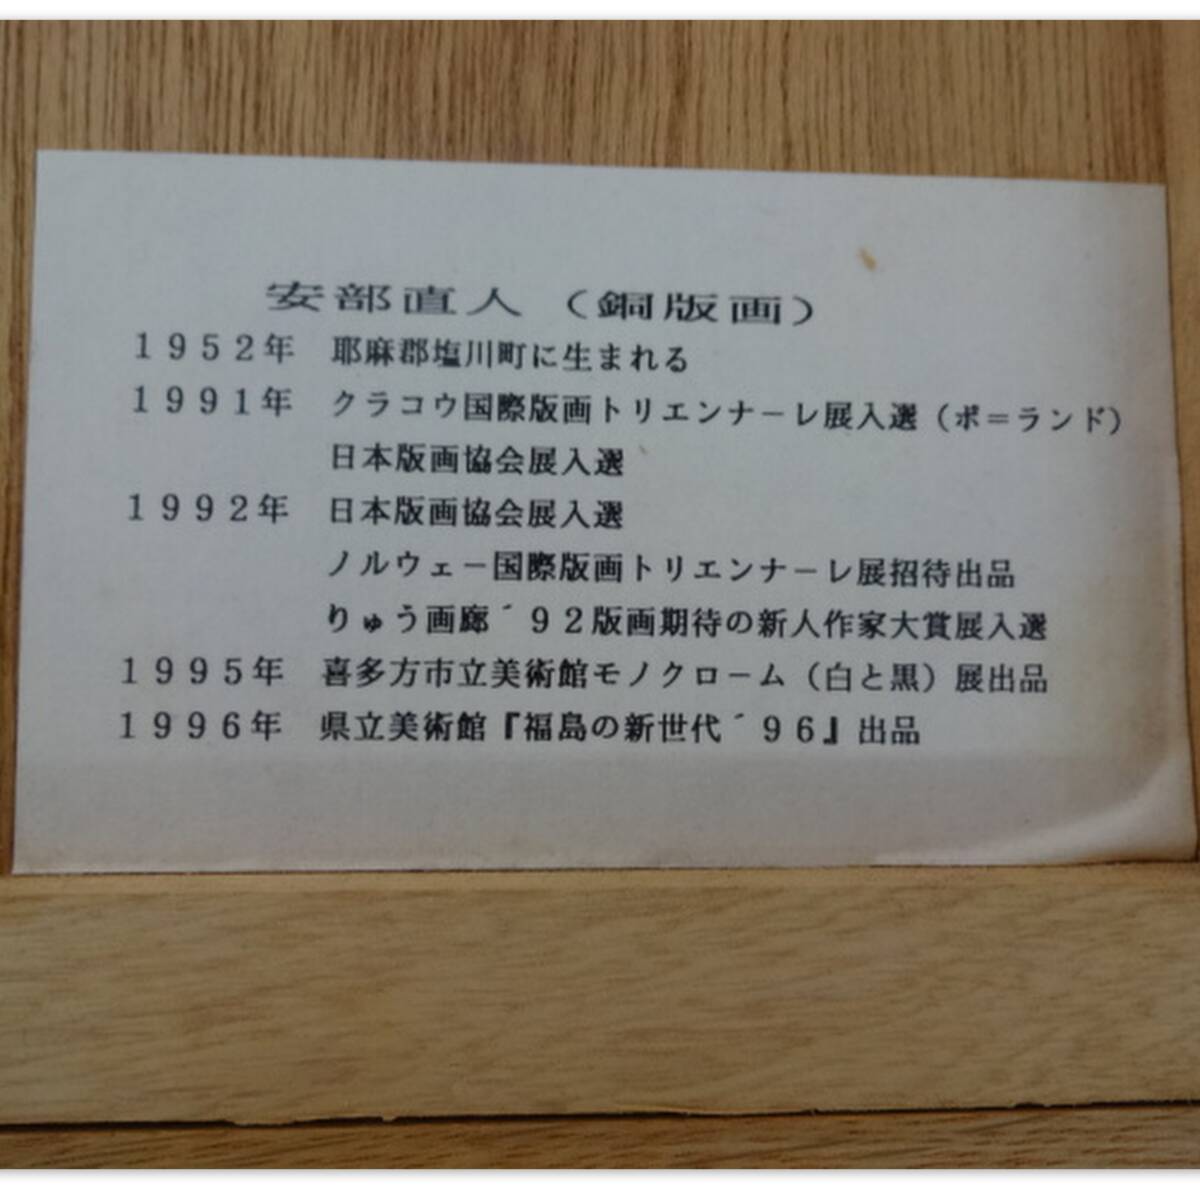 安部直人（銅版画）
1952年 耶麻郡塩川町に生まれる
1991年 クラコウ国際版画トリエンナーレ展入選（ポ＝ランド）
日本版画協会展入選
1992年 日本版画協会展入選
ノルウェー国際版画トリエンナーレ展招待出品
りゅう画廊´92版画期待の新人作家大賞展入選
1995年 喜多方市立美術館モノクローム（白と黒）展出品
1996年 県立美術館『福島の新世代´96』出品